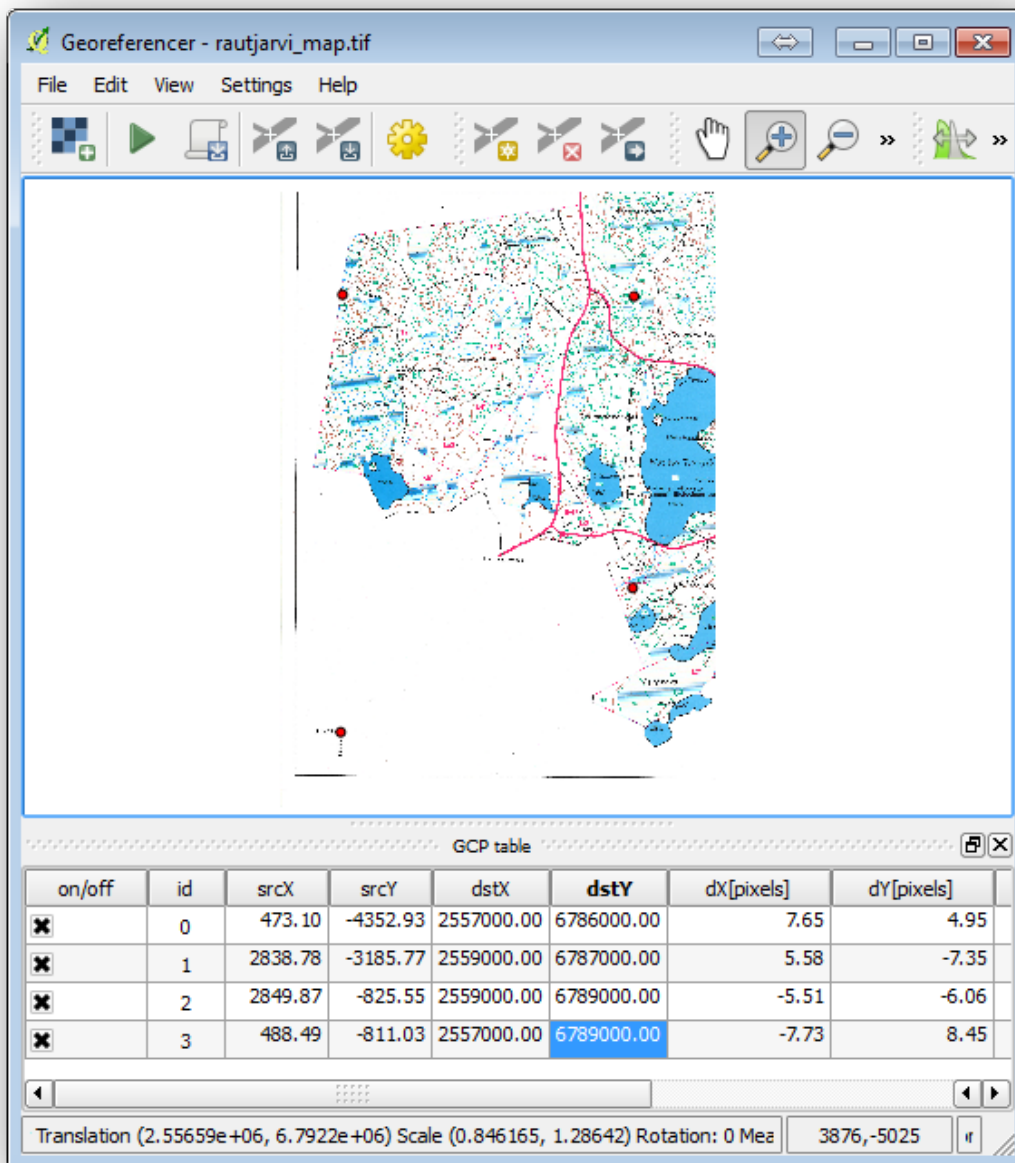 Georeferencer - rautjarvi_map.tif
File Edit View Settings Help
» »
GCP table
on/off id srcX srcY dstX dstY dX[pixels] dY[pixels]
0 473.10 -4352.93 2557000.00 6786000.00 7.65 4.95
1 2838.78 -3185.77 2559000.00 6787000.00 5.58 -7.35
2 2849.87 -825.55 2559000.00 6789000.00 -5.51 -6.06
3 488.49 -811.03 2557000.00 6789000.00 -7.73 8.45
Translation (2.55659e+06, 6.7922e+06) Scale (0.846165, 1.28642) Rotation: 0 Mea 3876,-5025